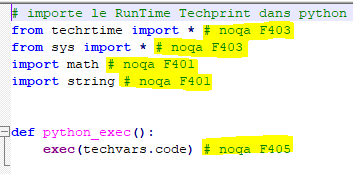 # importe le RunTime Techprint dans python
from techrtime import * # noqa F403
from sys import * # noqa F403
import math # noqa F401
import string # noqa F401
def python_exec():
exec(techvars.code) # noqa F405